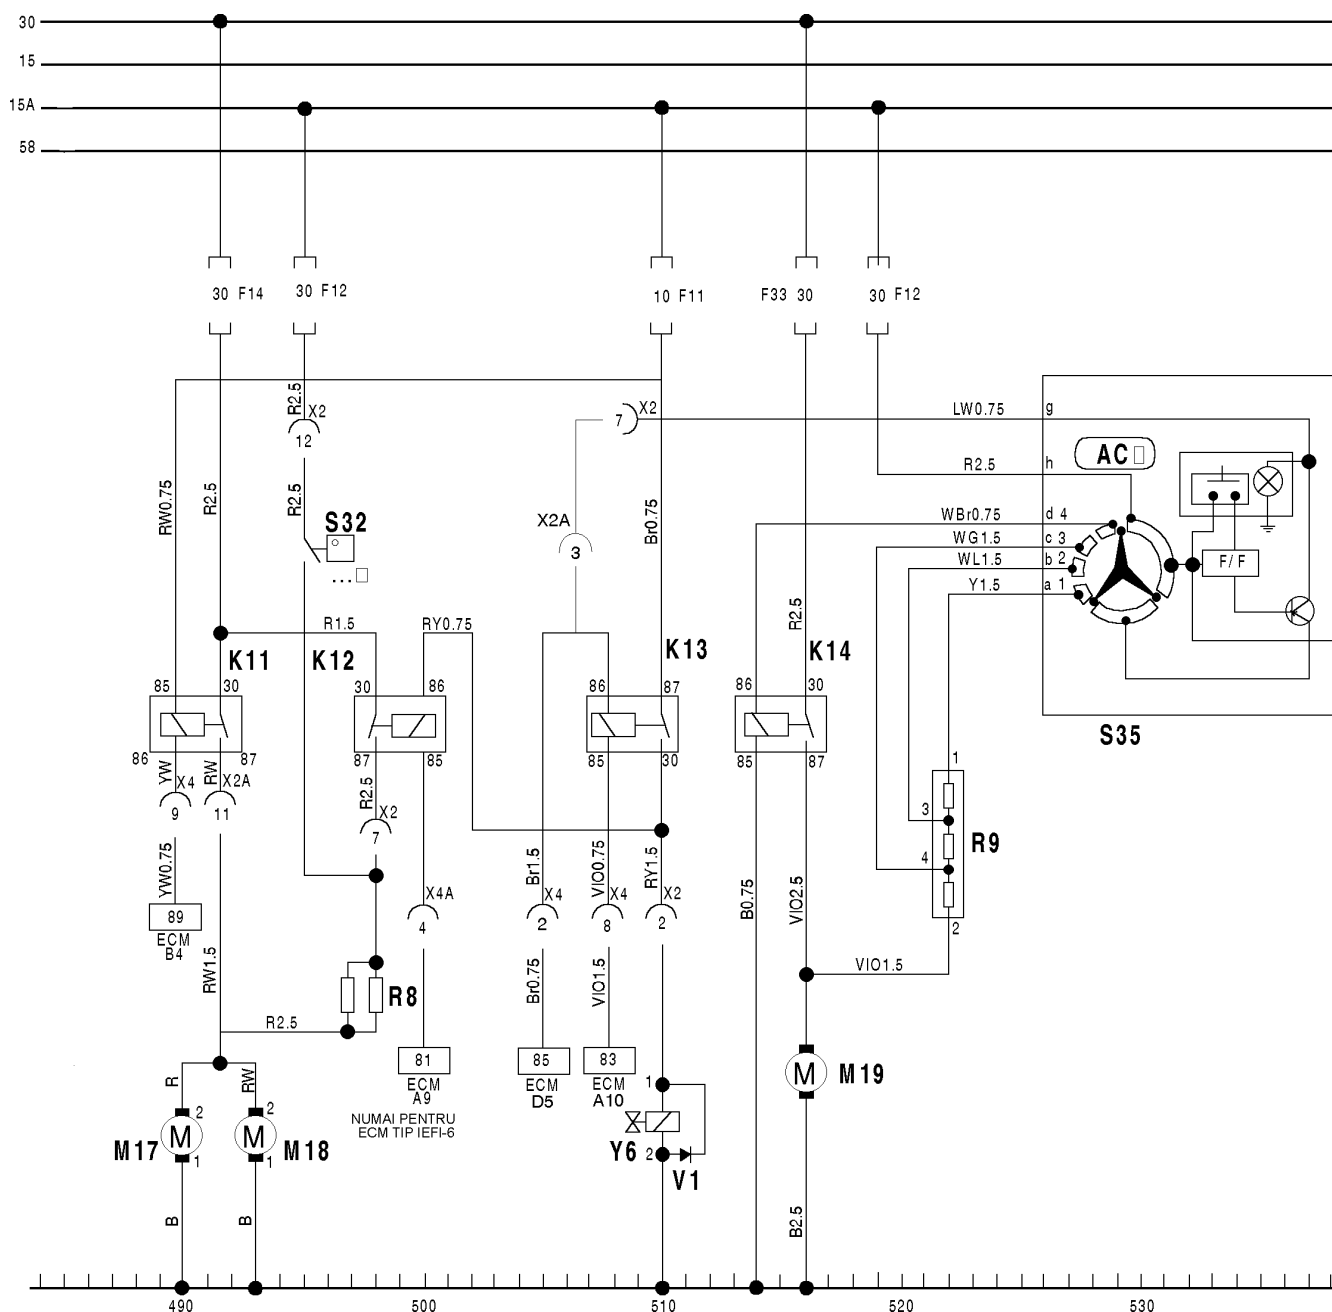 30
15
15A
58
30 F14
30 F12
10 F11
F33 30
30 F12
R2.5
X2
12
X2
7
LW0.75
g
AC
R2.5
h
RW0.75
R2.5
R2.5
S32
...
X2A
3
Br0.75
WBr0.75
d 4
WG1.5
c 3
WL1.5
b 2
Y1.5
a 1
F/F
R1.5
RY0.75
R2.5
K11
K12
K13
K14
85
30
30
86
86
87
86
30
S35
86
87
87
85
85
30
85
87
YW
X4
RW
X2A
9
11
R2.5
X2
7
1
3
4
2
R9
YW0.75
89
ECM
B4
RW1.5
X4A
4
Br1.5
X4
2
VIO0.75
X4
8
RY1.5
X2
2
B0.75
VIO2.5
VIO1.5
R8
R2.5
Br0.75
VIO1.5
81
ECM
A9
NUMAI PENTRU
ECM TIP IEFI-6
85
ECM
D5
83
ECM
A10
R
RW
2
2
M
M
M17
M18
1
1
1
Y6
2
V1
M
M19
B
B
B2.5
490
500
510
520
530